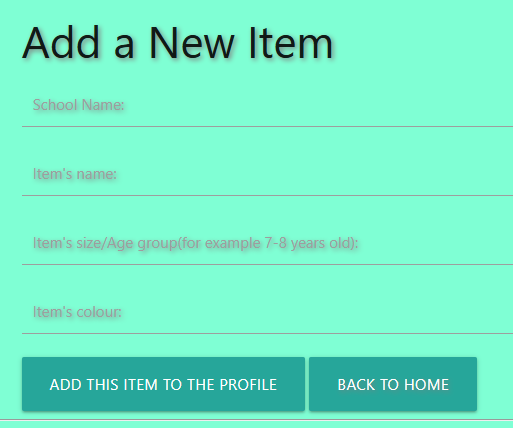 Add a New Item
School Name:
Item's name:
Item's size/Age group(for example 7-8 years old):
Item's colour:
ADD THIS ITEM TO THE PROFILE BACK TO HOME